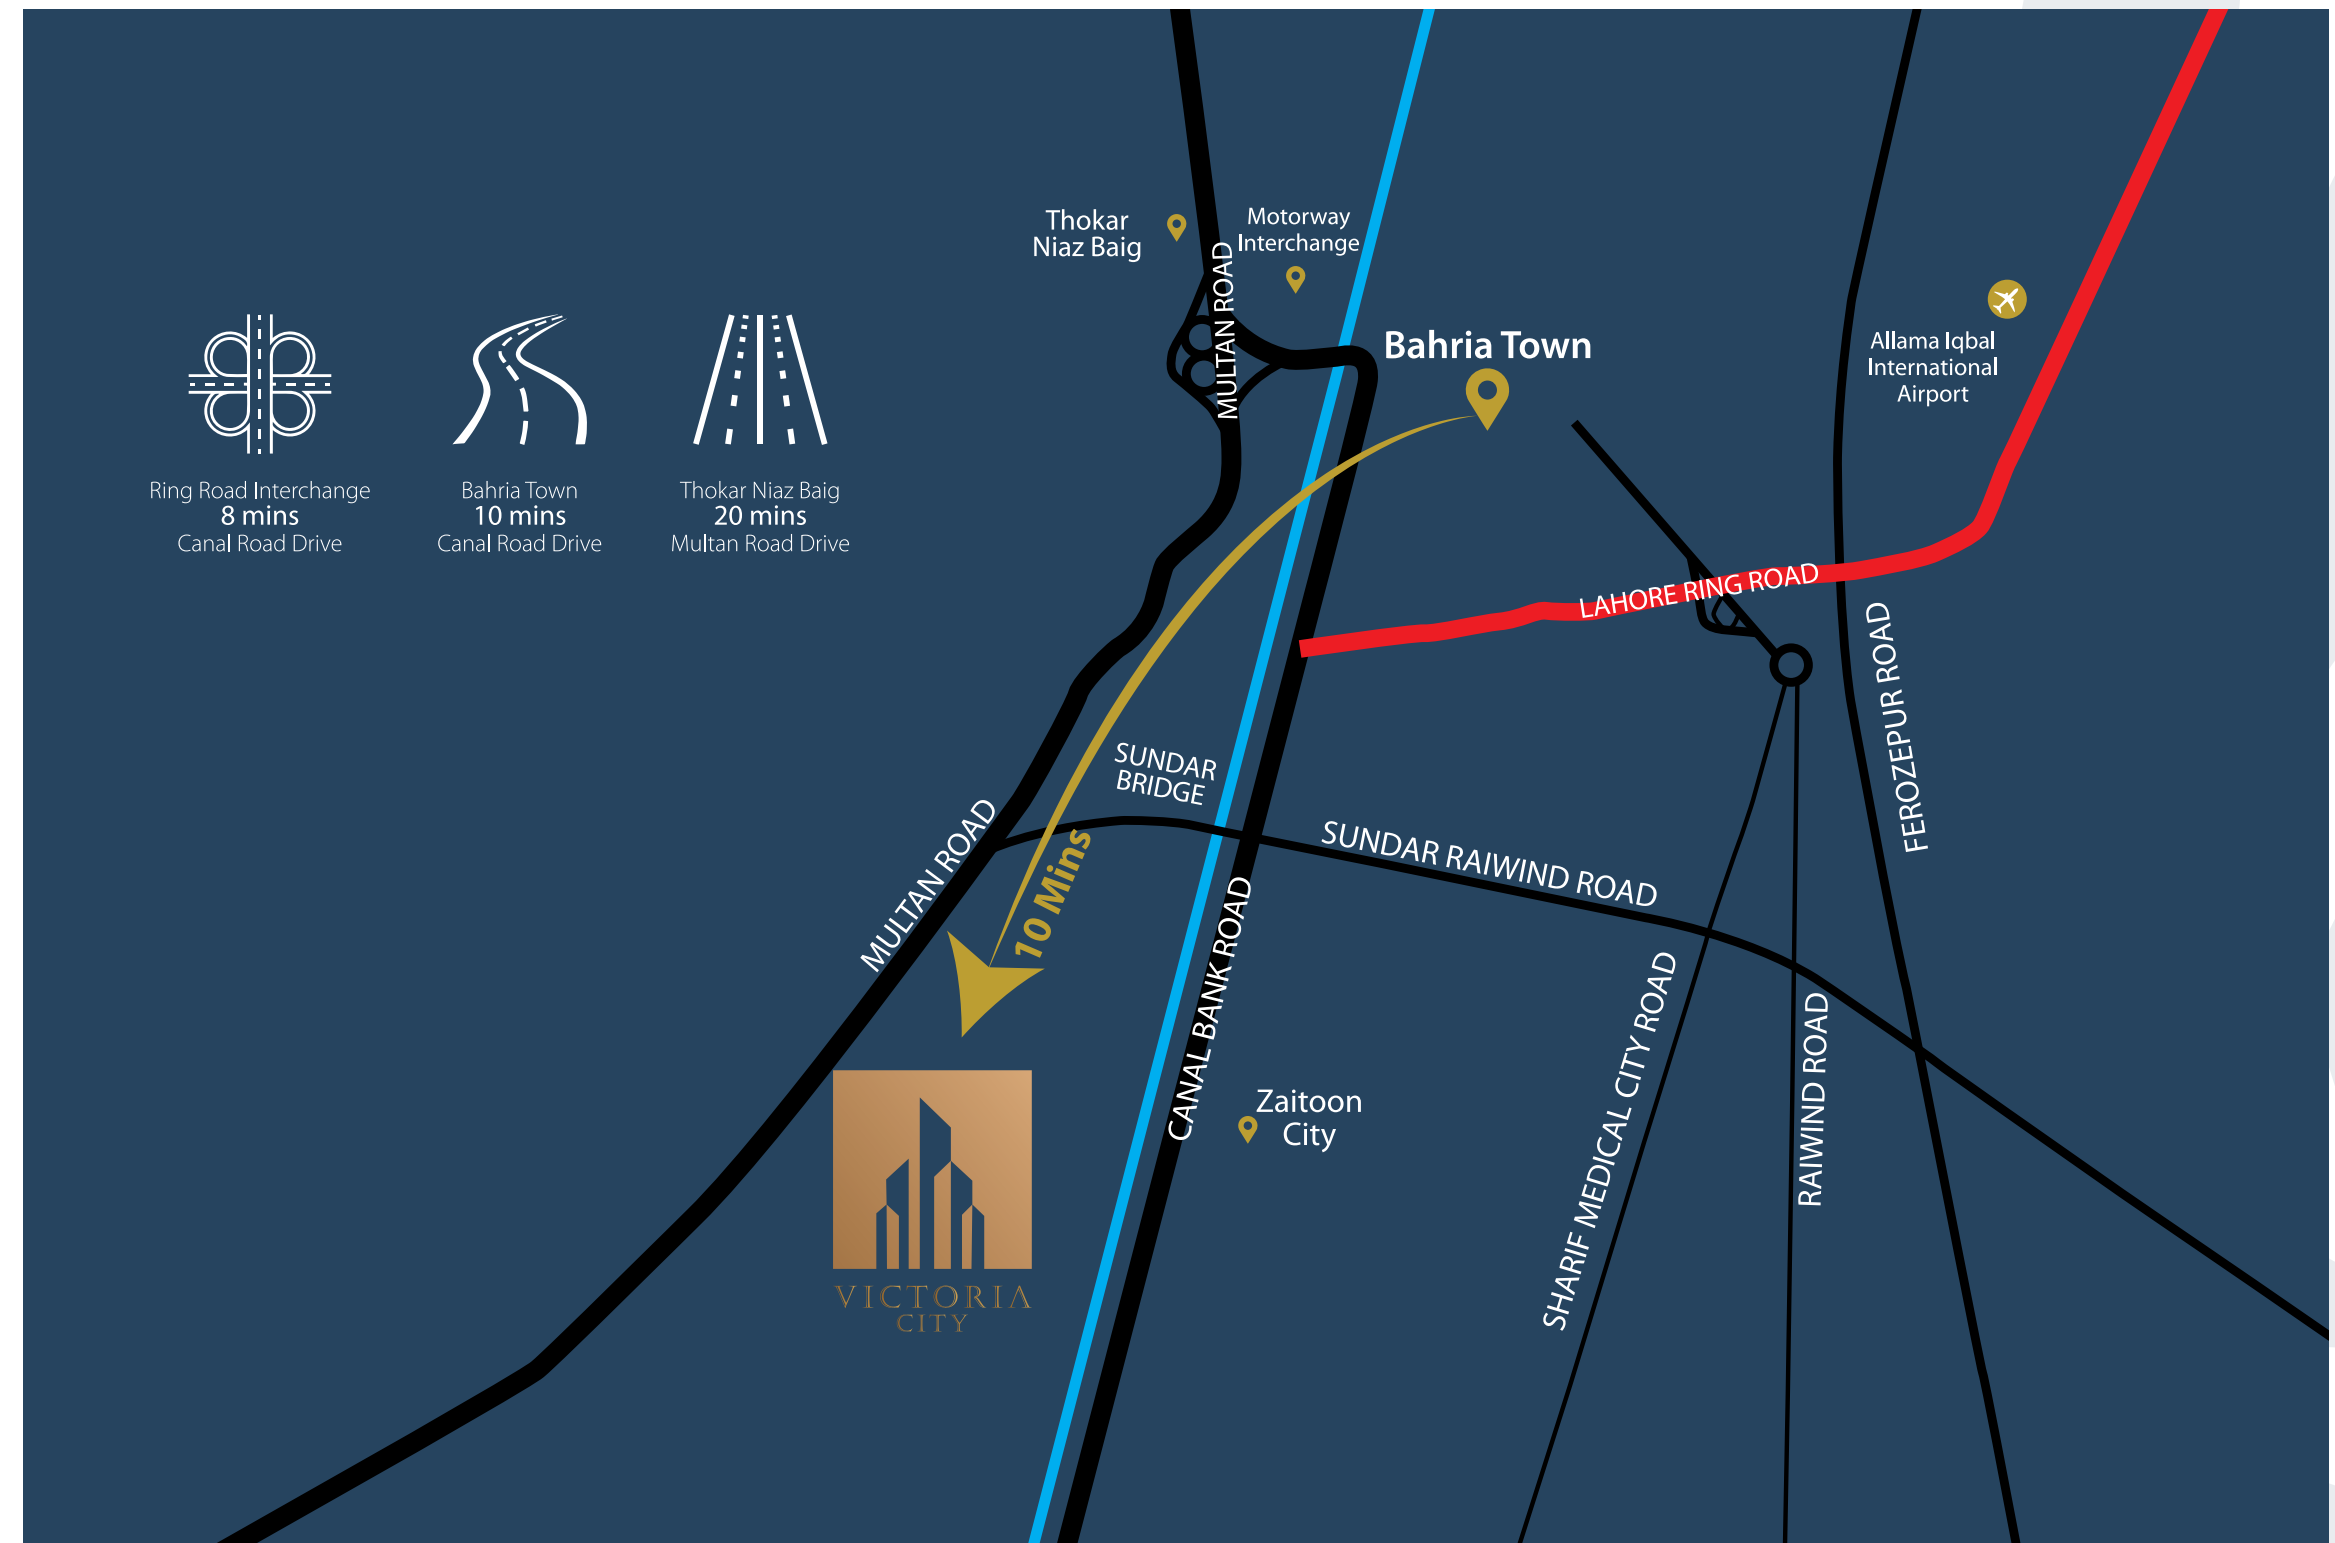 Thokar
Niaz Baig
Motorway
Interchange
MULTAN ROAD
Bahria Town
Allama Iqbal
International
Airport
Ring Road Interchange
8 mins
Canal Road Drive
Bahria Town
10 mins
Canal Road Drive
Thokar Niaz Baig
20 mins
Multan Road Drive
LAHORE RING ROAD
FEROZEPUR ROAD
SUNDAR
BRIDGE
MULTAN ROAD
10 Mins
SUNDAR RAIWIND ROAD
CANAL BANK ROAD
SHARIF MEDICAL CITY ROAD
RAIWIND ROAD
Zaitoon
City
VICTORIA
CITY